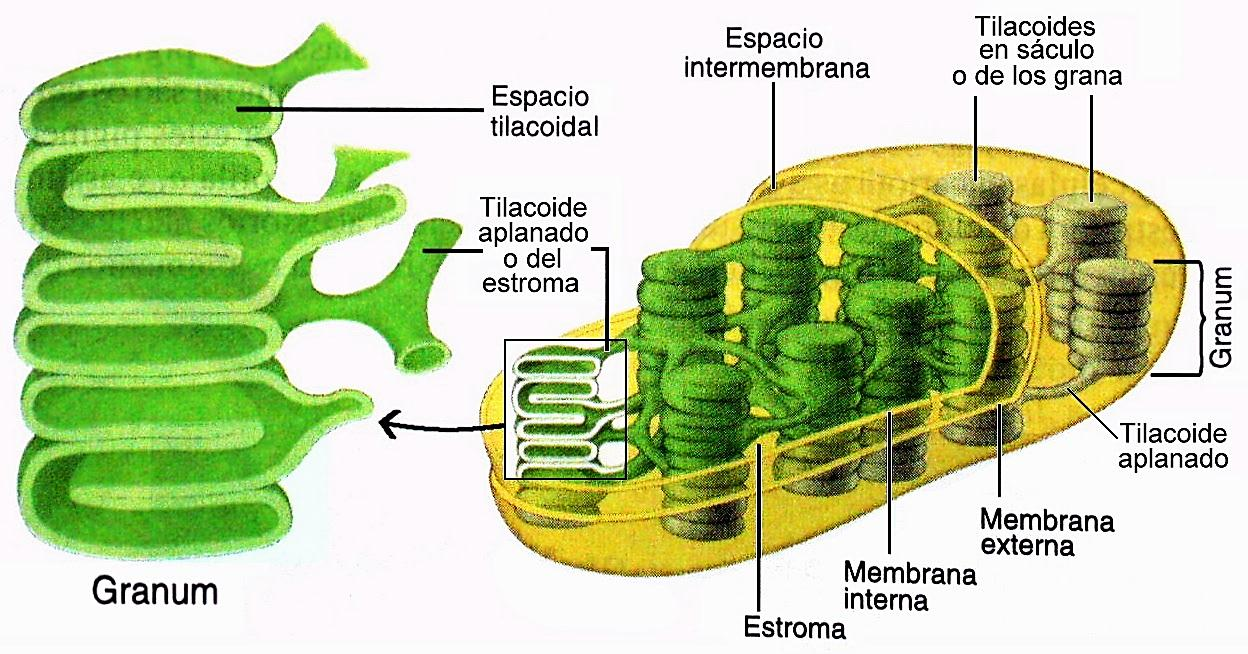 Espacio
tilacoidal
Tilacoide
aplanado
o del
estroma
Granum
Espacio
intermembrana
Tilacoides
en sáculo
o de los grana
Granum
Tilacoide
aplanado
Membrana
externa
Membrana
interna
Estroma